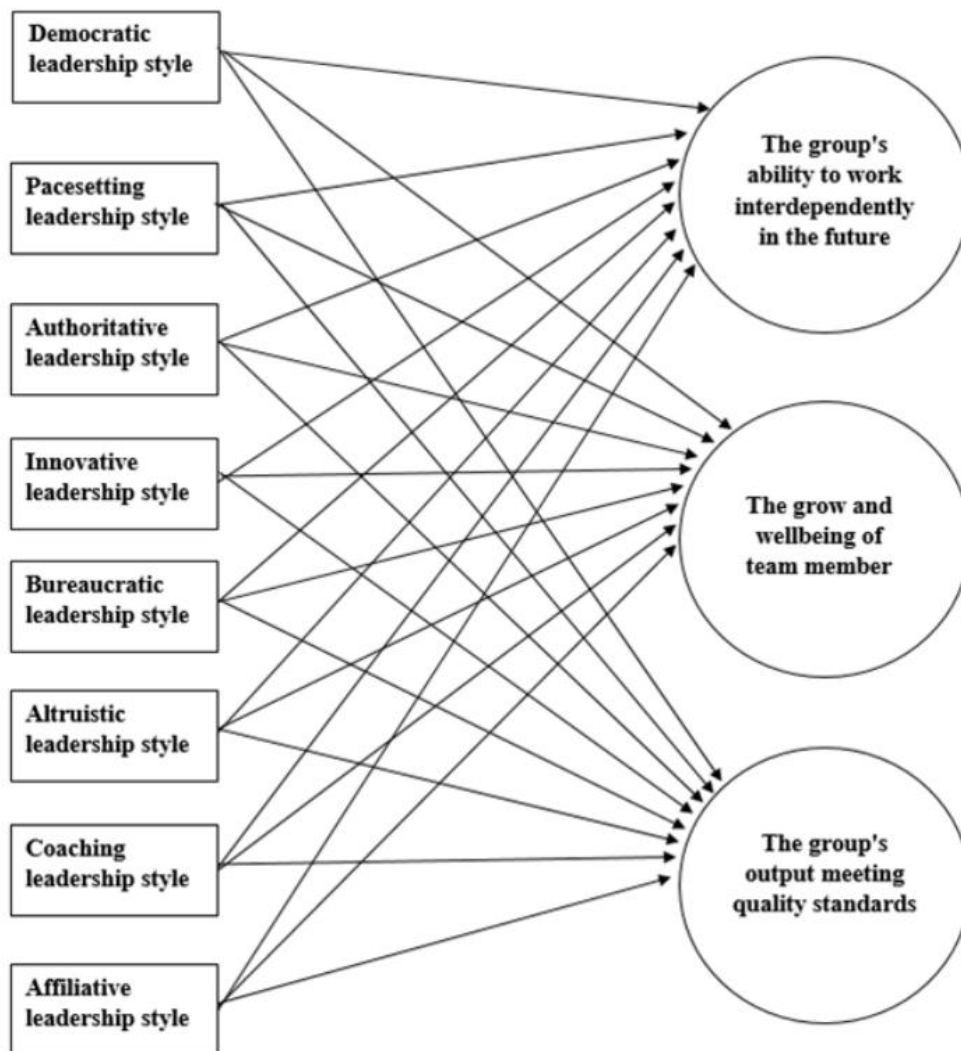 Democratic
leadership style
Pacesetting
leadership style
Authoritative
leadership style
Innovative
leadership style
Bureaucratic
leadership style
Altruistic
leadership style
Coaching
leadership style
Affiliative
leadership style
The group's
ability to work
interdependently
in the future
The grow and
wellbeing of
team member
The group's
output meeting
quality standards